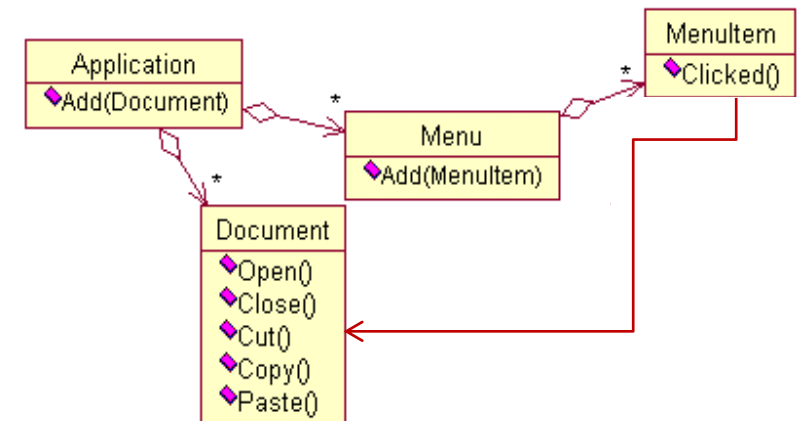 Application
Add(Document)
*
*
Menu
Add(MenuItem)
*
MenuItem
Clicked()
Document
Open()
Close()
Cut()
Copy()
Paste()